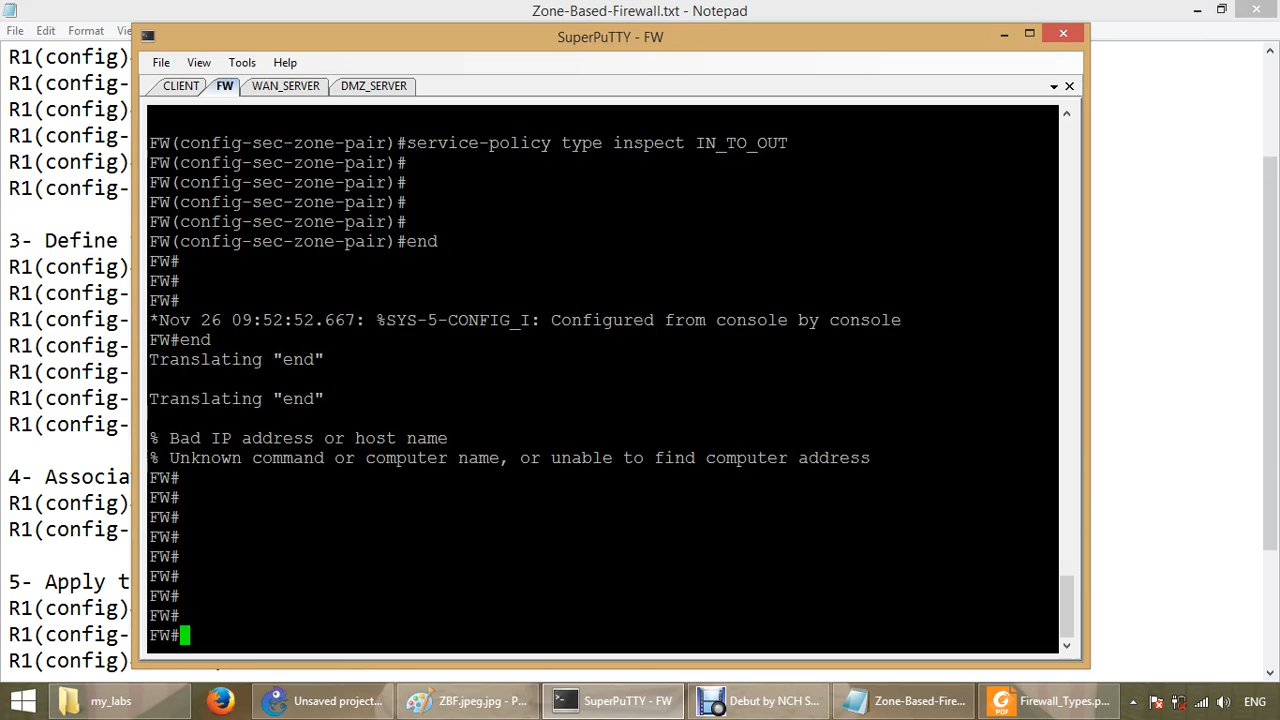 Zone-Based-Firewall.txt - Notepad
File Edit Format
SuperPuTTY - FW
File View Tools Help
CLIENT FW WAN_SERVER DMZ_SERVER
R1(config)
R1(config-
R1(config)
R1(config-
R1(config)
R1(config-
3- Define
R1(config)
R1(config-
R1(config-
R1(config-
R1(config-
R1(config-
R1(config-
4- Associa
R1(config)
R1(config-
5- Apply t
R1(config)
R1(config-
R1(config)
FW(config-sec-zone-pair)#service-policy type inspect IN_TO_OUT
FW(config-sec-zone-pair)#
FW(config-sec-zone-pair)#
FW(config-sec-zone-pair)#
FW(config-sec-zone-pair)#
FW(config-sec-zone-pair)#end
FW#
FW#
FW#
*Nov 26 09:52:52.667: %SYS-5-CONFIG_I: Configured from console by console
FW#end
Translating "end"
Translating "end"
% Bad IP address or host name
% Unknown command or computer name, or unable to find computer address
FW#
FW#
FW#
FW#
FW#
FW#
FW#
FW#
FW#
my_labs
Unsaved project...
ZBF.jpeg.jpg - P...
SuperPuTTY - FW
Debut by NCH S...
Zone-Based-Fire...
PDF
Firewall_Types.p...
ENG